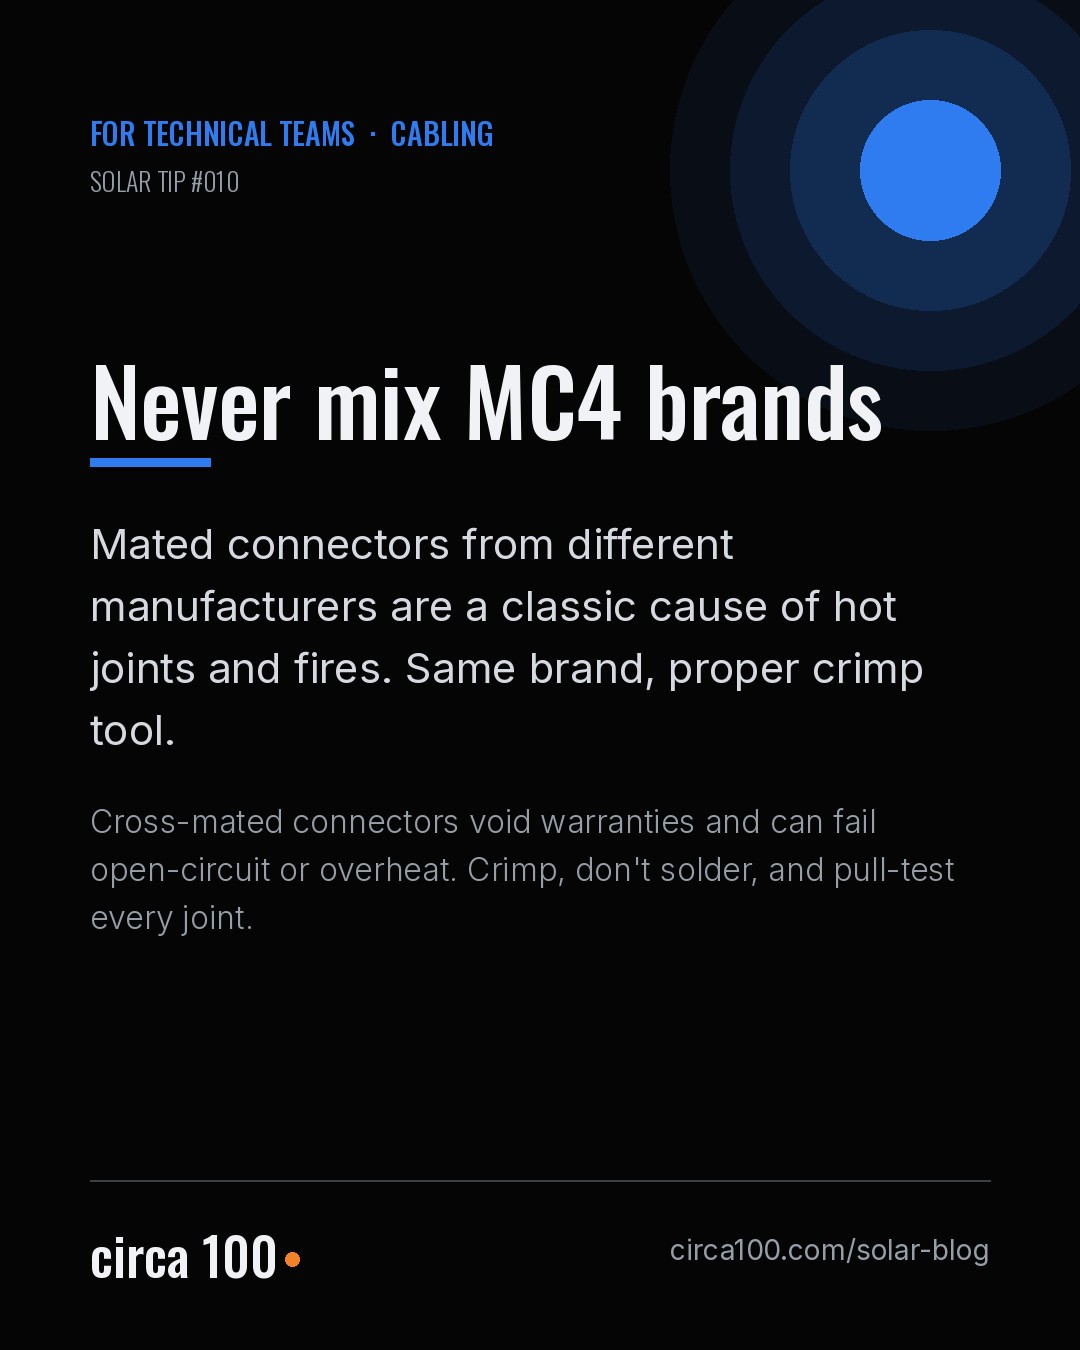 FOR TECHNICAL TEAMS · CABLING
SOLAR TIP #010
Never mix MC4 brands
Mated connectors from different
manufacturers are a classic cause of hot
joints and fires. Same brand, proper crimp
tool.
Cross-mated connectors void warranties and can fail
open-circuit or overheat. Crimp, don't solder, and pull-test
every joint.
circa 100
circa100.com/solar-blog